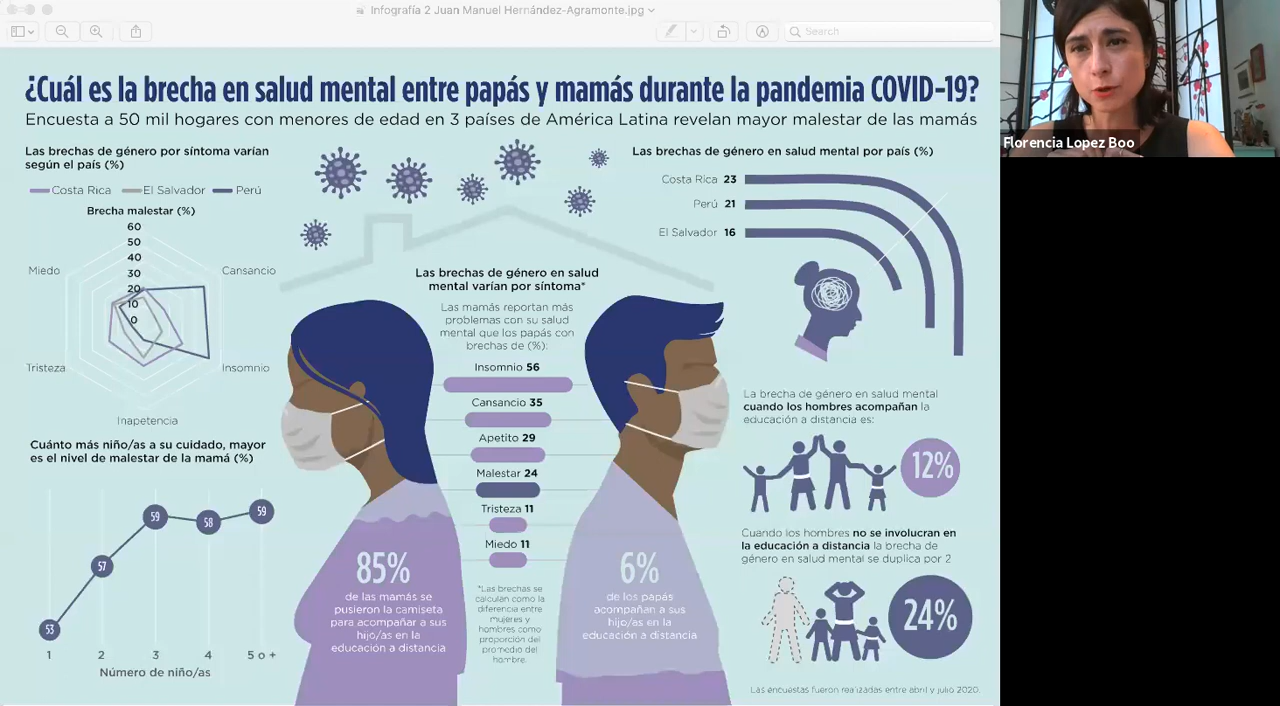 Infografía 2 Juan Manuel Hernández-Agramonte.jpg
Search
Florencia Lopez Boo
¿Cuál es la brecha en salud mental entre papás y mamás durante la pandemia COVID-19?
Encuesta a 50 mil hogares con menores de edad en 3 países de América Latina revelan mayor malestar de las mamás
Las brechas de género por síntoma varían
según el país (%)
Costa Rica
El Salvador
Perú
Brecha malestar (%)
60
50
40
30
20
10
0
Miedo
Cansancio
Tristeza
Insomnio
Inapetencia
Cuánto más niño/as a su cuidado, mayor
es el nivel de malestar de la mamá (%)
53
57
59
58
59
1
2
3
4
5 o +
Número de niño/as
Las brechas de género en salud
mental varían por síntoma*
Las mamás reportan más
problemas con su salud
mental que los papás con
brechas de (%):
Insomnio 56
Cansancio 35
Apetito 29
Malestar 24
Tristeza 11
Miedo 11
*Las brechas se
calculan como la
diferencia entre
mujeres y
hombres como
proporción del
promedio del
hombre.
85%
de las mamás se
pusieron la camiseta
para acompañar a sus
hijo/as en la
educación a distancia
6%
de los papás
acompañan a sus
hijo/as en la
educación a distancia
Las brechas de género en salud mental por país (%)
Costa Rica 23
Perú 21
El Salvador 16
La brecha de género en salud mental
cuando los hombres acompañan la
educación a distancia es:
12%
Cuando los hombres no se involucran en
la educación a distancia la brecha de
género en salud mental se duplica por 2
24%
Las encuestas fueron realizadas entre abril y julio 2020.